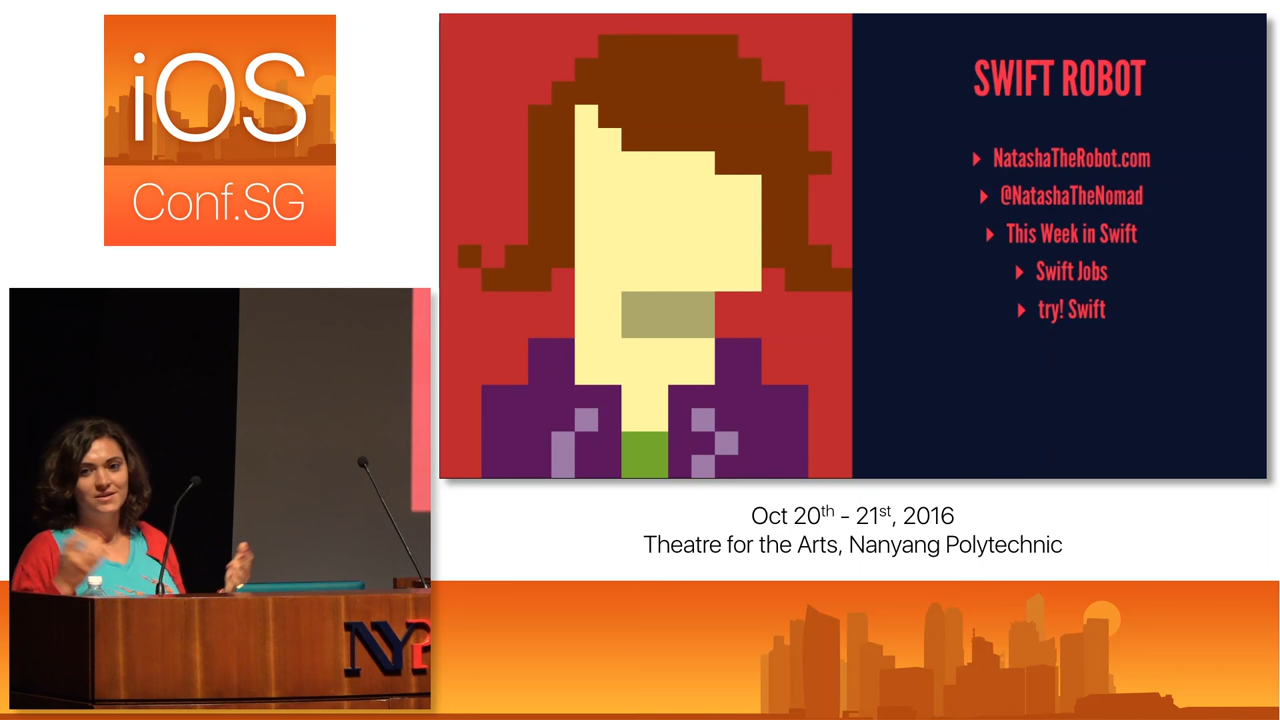 iOS
Conf.SG
SWIFT ROBOT
NatashaTheRobot.com
@NatashaTheNomad
This Week in Swift
Swift Jobs
try! Swift
Oct 20th - 21st, 2016
Theatre for the Arts, Nanyang Polytechnic
NYP